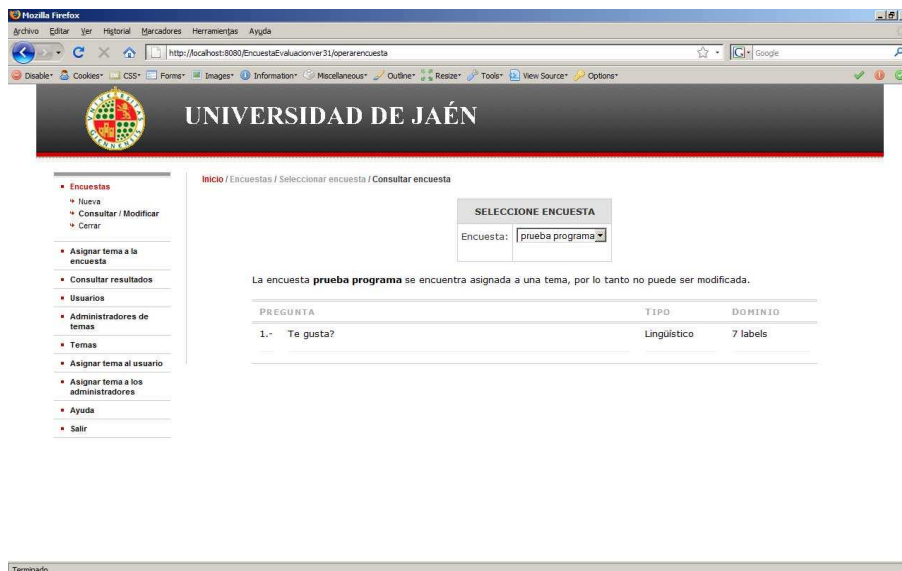 Mozilla Firefox
Archivo Editar Ver Historial Marcadores Herramientas Ayuda
http://localhost:8080/EncuestaEvaluacionver31/operarencuesta
G Google
Disable Cookies CSS Forms Images Information Miscellaneous Outline Resize Tools View Source Options
UNIVERSIDAD DE JAÉN
Inicio / Encuestas / Seleccionar encuesta / Consultar encuesta
Encuestas
Nueva
Consultar / Modificar
Cerrar
Asignar tema a la
encuesta
Consultar resultados
Usuarios
Administradores de
temas
Temas
Asignar tema al usuario
Asignar tema a los
administradores
Ayuda
Salir
SELECCIONE ENCUESTA
Encuesta: prueba programa
La encuesta prueba programa se encuentra asignada a una tema, por lo tanto no puede ser modificada.
PREGUNTA TIPO DOMINIO
1.- Te gusta? Lingüístico 7 labels
Terminado